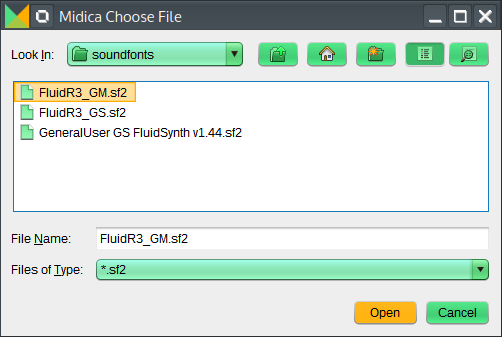 Midica Choose File
Look In: soundfonts
FluidR3_GM.sf2
FluidR3_GS.sf2
GeneralUser GS FluidSynth v1.44.sf2
File Name: FluidR3_GM.sf2
Files of Type: *.sf2
Open Cancel